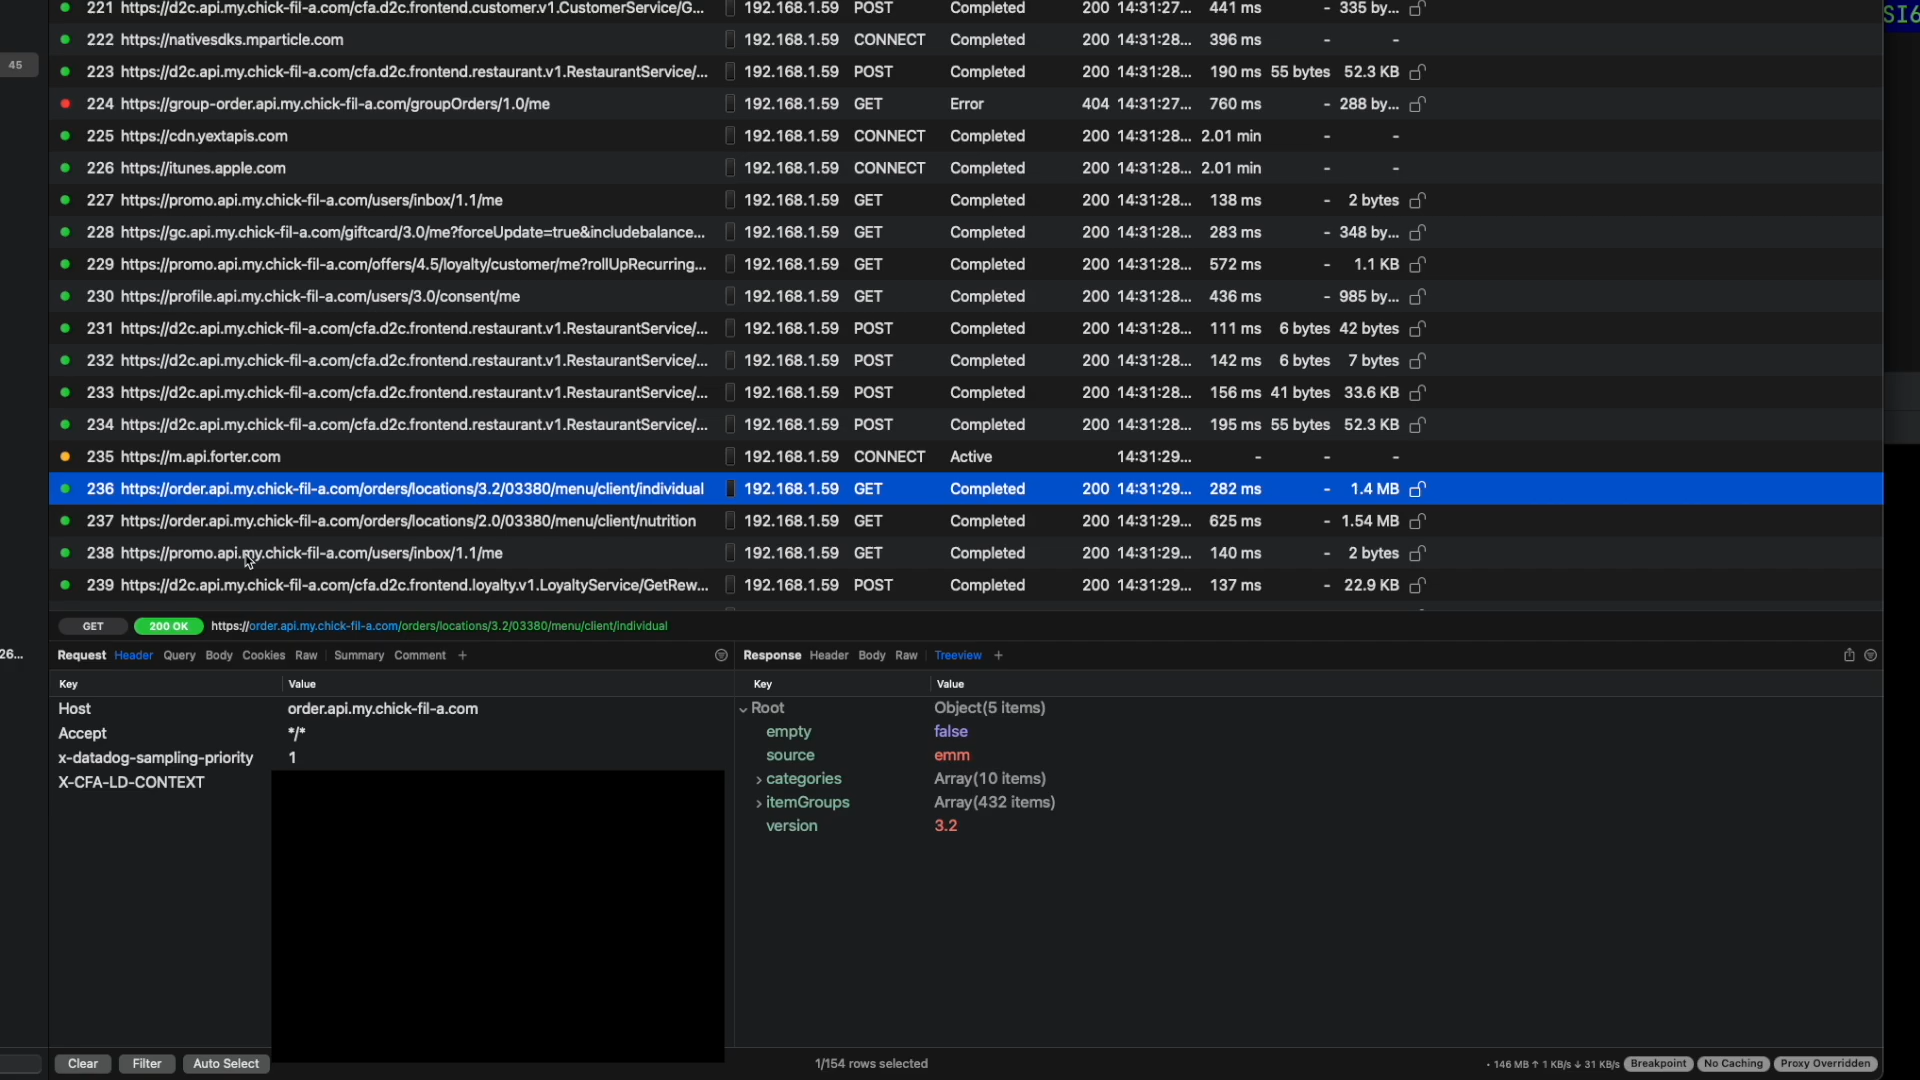 221 https://d2c.api.my.chick-fil-a.com/cfa.d2c.frontend.customer.v1.CustomerService/G... 192.168.1.59 POST Completed 200 14:31:27... 441 ms - 335 by...
222 https://nativesdks.mparticle.com 192.168.1.59 CONNECT Completed 200 14:31:28... 396 ms - -
45
223 https://d2c.api.my.chick-fil-a.com/cfa.d2c.frontend.restaurant.v1.RestaurantService/... 192.168.1.59 POST Completed 200 14:31:28... 190 ms 55 bytes 52.3 KB
224 https://group-order.api.my.chick-fil-a.com/groupOrders/1.0/me 192.168.1.59 GET Error 404 14:31:27... 760 ms - 288 by...
225 https://cdn.yextapis.com 192.168.1.59 CONNECT Completed 200 14:31:28... 2.01 min - -
226 https://itunes.apple.com 192.168.1.59 CONNECT Completed 200 14:31:28... 2.01 min - -
227 https://promo.api.my.chick-fil-a.com/users/inbox/1.1/me 192.168.1.59 GET Completed 200 14:31:28... 138 ms - 2 bytes
228 https://gc.api.my.chick-fil-a.com/giftcard/3.0/me?forceUpdate=true&includebalance... 192.168.1.59 GET Completed 200 14:31:28... 283 ms - 348 by...
229 https://promo.api.my.chick-fil-a.com/offers/4.5/loyalty/customer/me?rollUpRecurring... 192.168.1.59 GET Completed 200 14:31:28... 572 ms - 1.1 KB
230 https://profile.api.my.chick-fil-a.com/users/3.0/consent/me 192.168.1.59 GET Completed 200 14:31:28... 436 ms - 985 by...
231 https://d2c.api.my.chick-fil-a.com/cfa.d2c.frontend.restaurant.v1.RestaurantService/... 192.168.1.59 POST Completed 200 14:31:28... 111 ms 6 bytes 42 bytes
232 https://d2c.api.my.chick-fil-a.com/cfa.d2c.frontend.restaurant.v1.RestaurantService/... 192.168.1.59 POST Completed 200 14:31:28... 142 ms 6 bytes 7 bytes
233 https://d2c.api.my.chick-fil-a.com/cfa.d2c.frontend.restaurant.v1.RestaurantService/... 192.168.1.59 POST Completed 200 14:31:28... 156 ms 41 bytes 33.6 KB
234 https://d2c.api.my.chick-fil-a.com/cfa.d2c.frontend.restaurant.v1.RestaurantService/... 192.168.1.59 POST Completed 200 14:31:28... 195 ms 55 bytes 52.3 KB
235 https://m.api.forter.com 192.168.1.59 CONNECT Active 14:31:29... - - -
236 https://order.api.my.chick-fil-a.com/orders/locations/3.2/03380/menu/client/individual 192.168.1.59 GET Completed 200 14:31:29... 282 ms - 1.4 MB
237 https://order.api.my.chick-fil-a.com/orders/locations/2.0/03380/menu/client/nutrition 192.168.1.59 GET Completed 200 14:31:29... 625 ms - 1.54 MB
238 https://promo.api.my.chick-fil-a.com/users/inbox/1.1/me 192.168.1.59 GET Completed 200 14:31:29... 140 ms - 2 bytes
239 https://d2c.api.my.chick-fil-a.com/cfa.d2c.frontend.loyalty.v1.LoyaltyService/GetRew... 192.168.1.59 POST Completed 200 14:31:29... 137 ms - 22.9 KB
GET 200 OK https://order.api.my.chick-fil-a.com/orders/locations/3.2/03380/menu/client/individual
26...
Request Header Query Body Cookies Raw Summary Comment +
Key Value
Host order.api.my.chick-fil-a.com
Accept */*
x-datadog-sampling-priority 1
X-CFA-LD-CONTEXT
Response Header Body Raw Treeview +
Key Value
Root Object(5 items)
empty false
source emm
categories Array(10 items)
itemGroups Array(432 items)
version 3.2
Clear Filter Auto Select
1/154 rows selected
• 146 MB ↑ 1 KB/s ↓ 31 KB/s Breakpoint No Caching Proxy Overridden